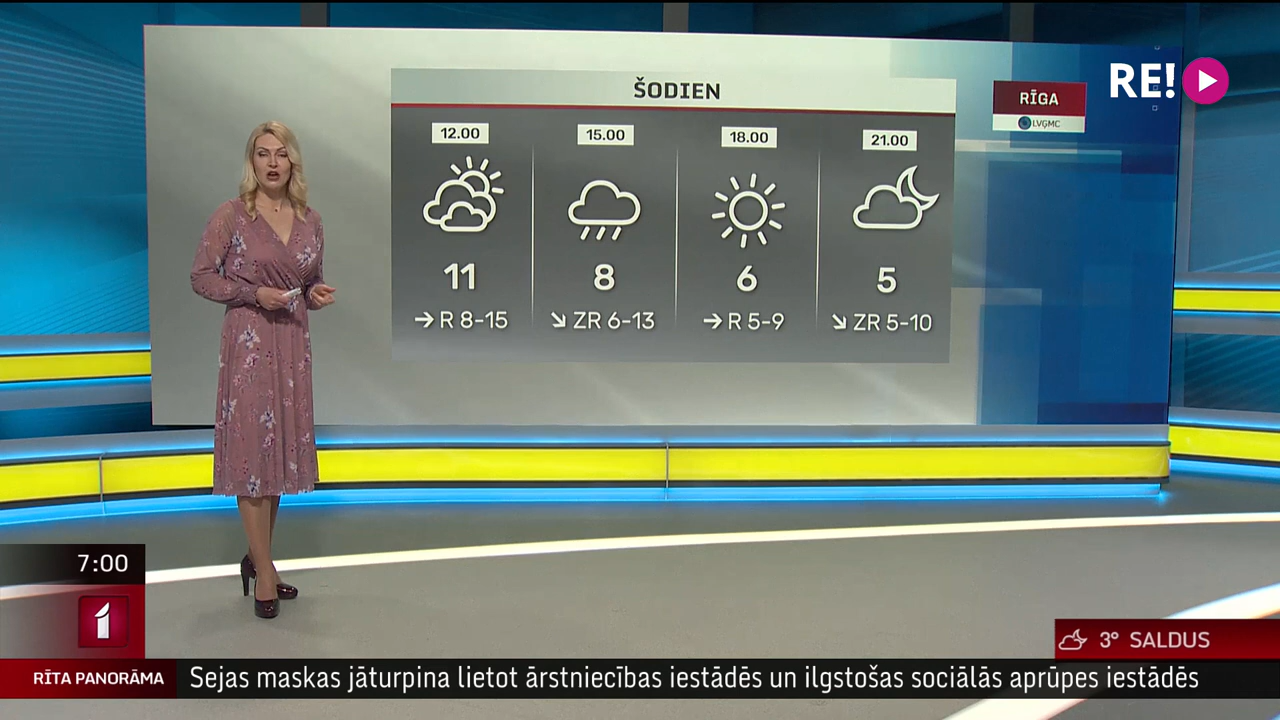 RE!
ŠODIEN
RĪGA
LVĢMC
12.00
15.00
18.00
21.00
11
8
6
5
R 8-15
ZR 6-13
R 5-9
ZR 5-10
7:00
1
3° SALDUS
RĪTA PANORĀMA
Sejas maskas jāturpina lietot ārstniecības iestādēs un ilgstošas sociālās aprūpes iestādēs